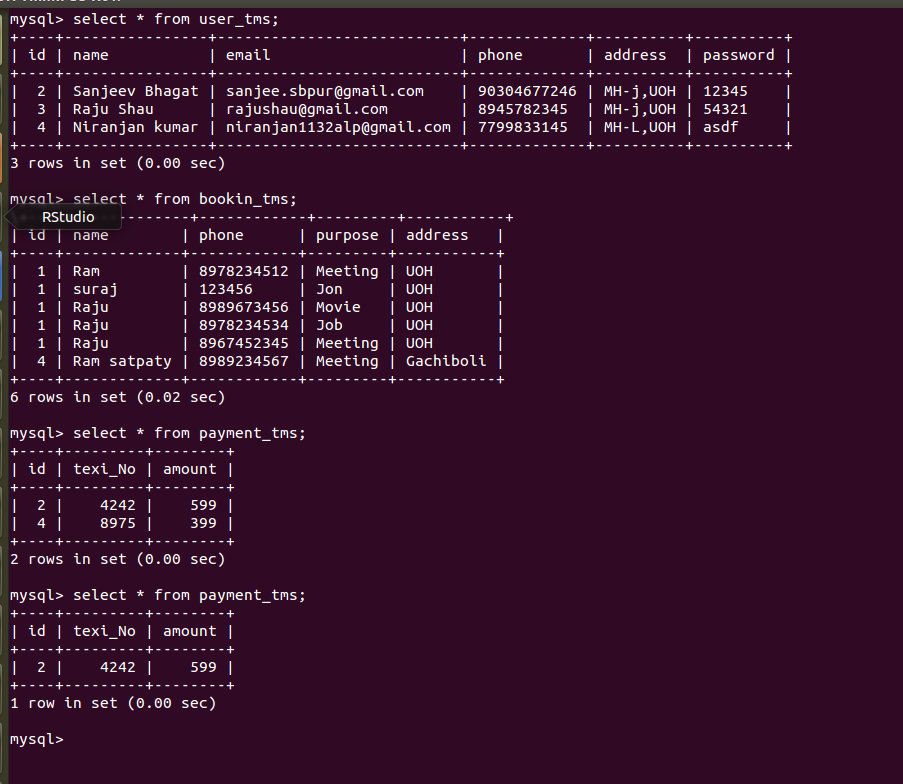 mysql> select * from user_tms;
+----+----------------+---------------------------+-------------+----------+----------+
| id | name           | email                     | phone       | address  | password |
+----+----------------+---------------------------+-------------+----------+----------+
|  2 | Sanjeev Bhagat | sanjee.sbpur@gmail.com    | 90304677246 | MH-j,UOH | 12345    |
|  3 | Raju Shau      | rajushau@gmail.com        | 8945782345  | MH-j,UOH | 54321    |
|  4 | Niranjan kumar | niranjan1132alp@gmail.com | 7799833145  | MH-L,UOH | asdf     |
+----+----------------+---------------------------+-------------+----------+----------+
3 rows in set (0.00 sec)
mysql> select * from bookin_tms;
RStudio
------+------------+---------+-----------+
| id | name        | phone      | purpose | address   |
+----+-------------+------------+---------+-----------+
|  1 | Ram         | 8978234512 | Meeting | UOH       |
|  1 | suraj       | 123456     | Jon     | UOH       |
|  1 | Raju        | 8989673456 | Movie   | UOH       |
|  1 | Raju        | 8978234534 | Job     | UOH       |
|  1 | Raju        | 8967452345 | Meeting | UOH       |
|  4 | Ram satpaty | 8989234567 | Meeting | Gachiboli |
+----+-------------+------------+---------+-----------+
6 rows in set (0.02 sec)
mysql> select * from payment_tms;
+----+---------+--------+
| id | texi_No | amount |
+----+---------+--------+
|  2 |    4242 |    599 |
|  4 |    8975 |    399 |
+----+---------+--------+
2 rows in set (0.00 sec)
mysql> select * from payment_tms;
+----+---------+--------+
| id | texi_No | amount |
+----+---------+--------+
|  2 |    4242 |    599 |
+----+---------+--------+
1 row in set (0.00 sec)
mysql>